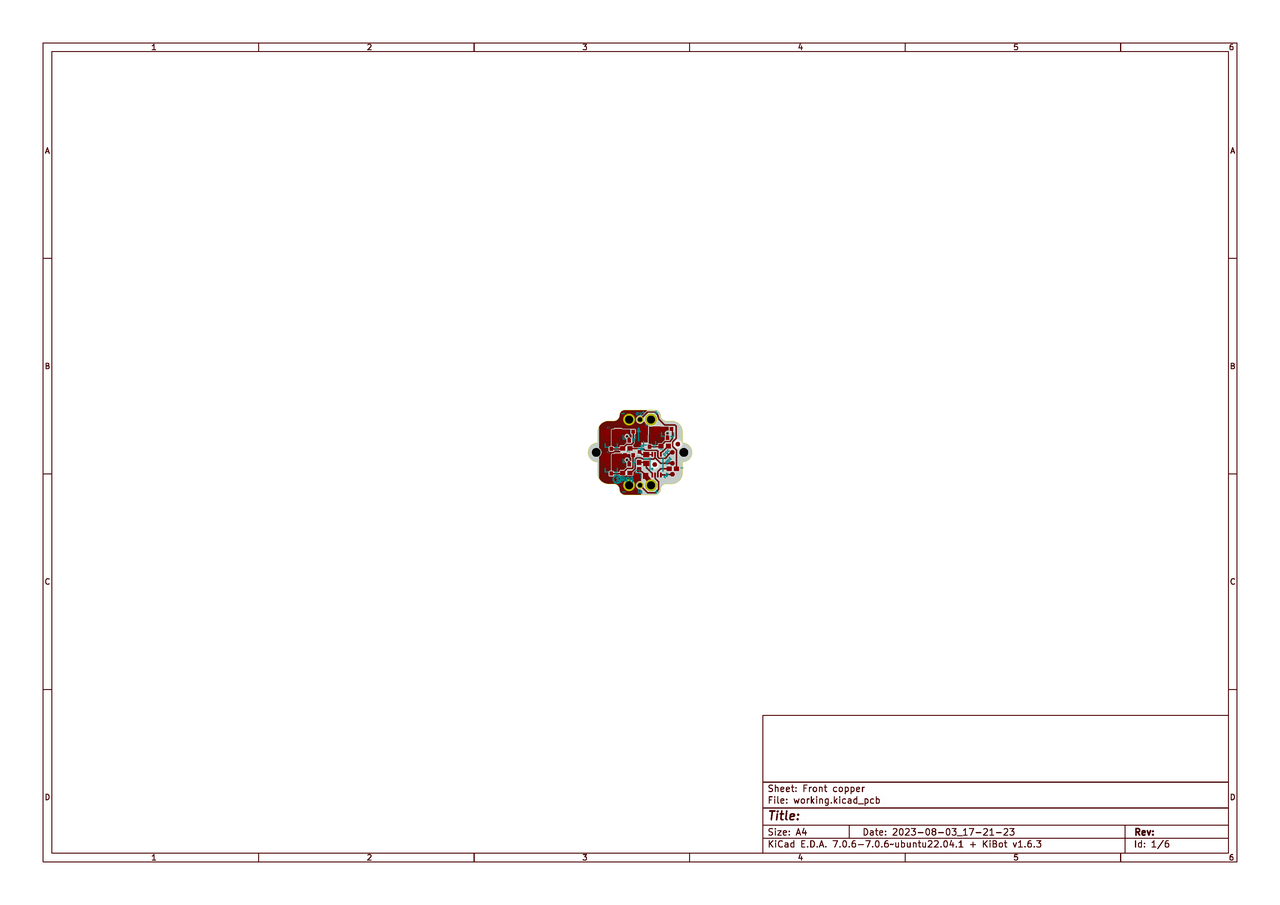 1 2 3 4 5 6
A A
B B
C C
D D
Sheet: Front copper
File: working.kicad_pcb
Title:
Size: A4 Date: 2023-08-03_17-21-23 Rev:
KiCad E.D.A. 7.0.6-7.0.6~ubuntu22.04.1 + KiBot v1.6.3 Id: 1/6
1 2 3 4 5 6